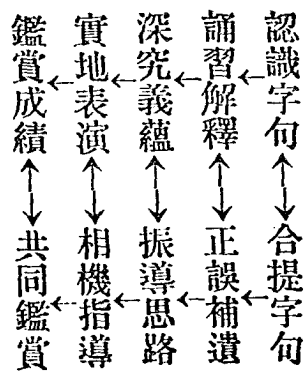 認識字句↔合提字句
誦習解釋↔正誤補遺
深究義蘊↔振導思路
實地表演↔相機指導
鑑賞成績↔共同鑑賞